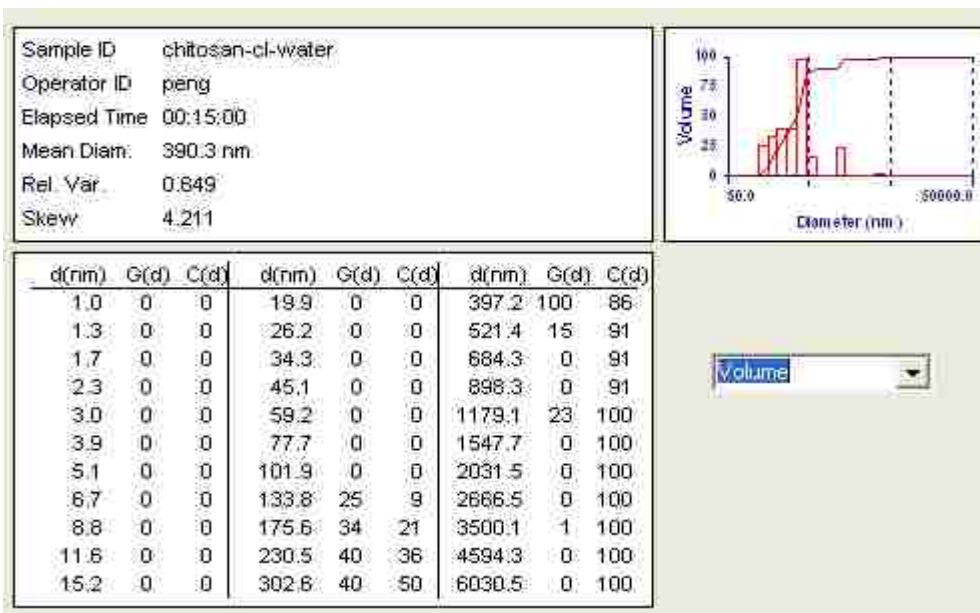 Sample ID chitosan-cl-water
Operator ID peng
Elapsed Time 00:15:00
Mean Diam. 390.3 nm
Rel. Var. 0.849
Skew 4.211
100
75
50
25
0
Volume
50.0 50000.0
Diameter (nm)
d(nm) G(d) C(d) d(nm) G(d) C(d) d(nm) G(d) C(d)
1.0 0 0 19.9 0 0 397.2 100 86
1.3 0 0 26.2 0 0 521.4 15 91
1.7 0 0 34.3 0 0 684.3 0 91
2.3 0 0 45.1 0 0 898.3 0 91
3.0 0 0 59.2 0 0 1179.1 23 100
3.9 0 0 77.7 0 0 1547.7 0 100
5.1 0 0 101.9 0 0 2031.5 0 100
6.7 0 0 133.8 25 9 2666.5 0 100
8.8 0 0 175.6 34 21 3500.1 1 100
11.6 0 0 230.5 40 36 4594.3 0 100
15.2 0 0 302.6 40 50 6030.5 0 100
Volume